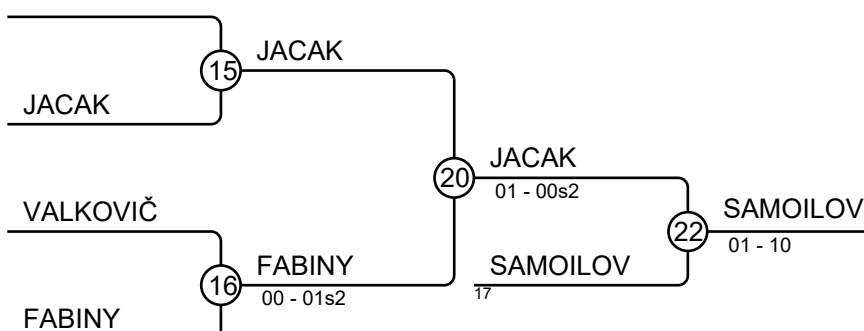 JACAK
15
JACAK
JACAK
20
01 - 00s2
VALKOVIČ
SAMOILOV
22
01 - 10
FABINY
16
00 - 01s2
SAMOILOV
17
FABINY